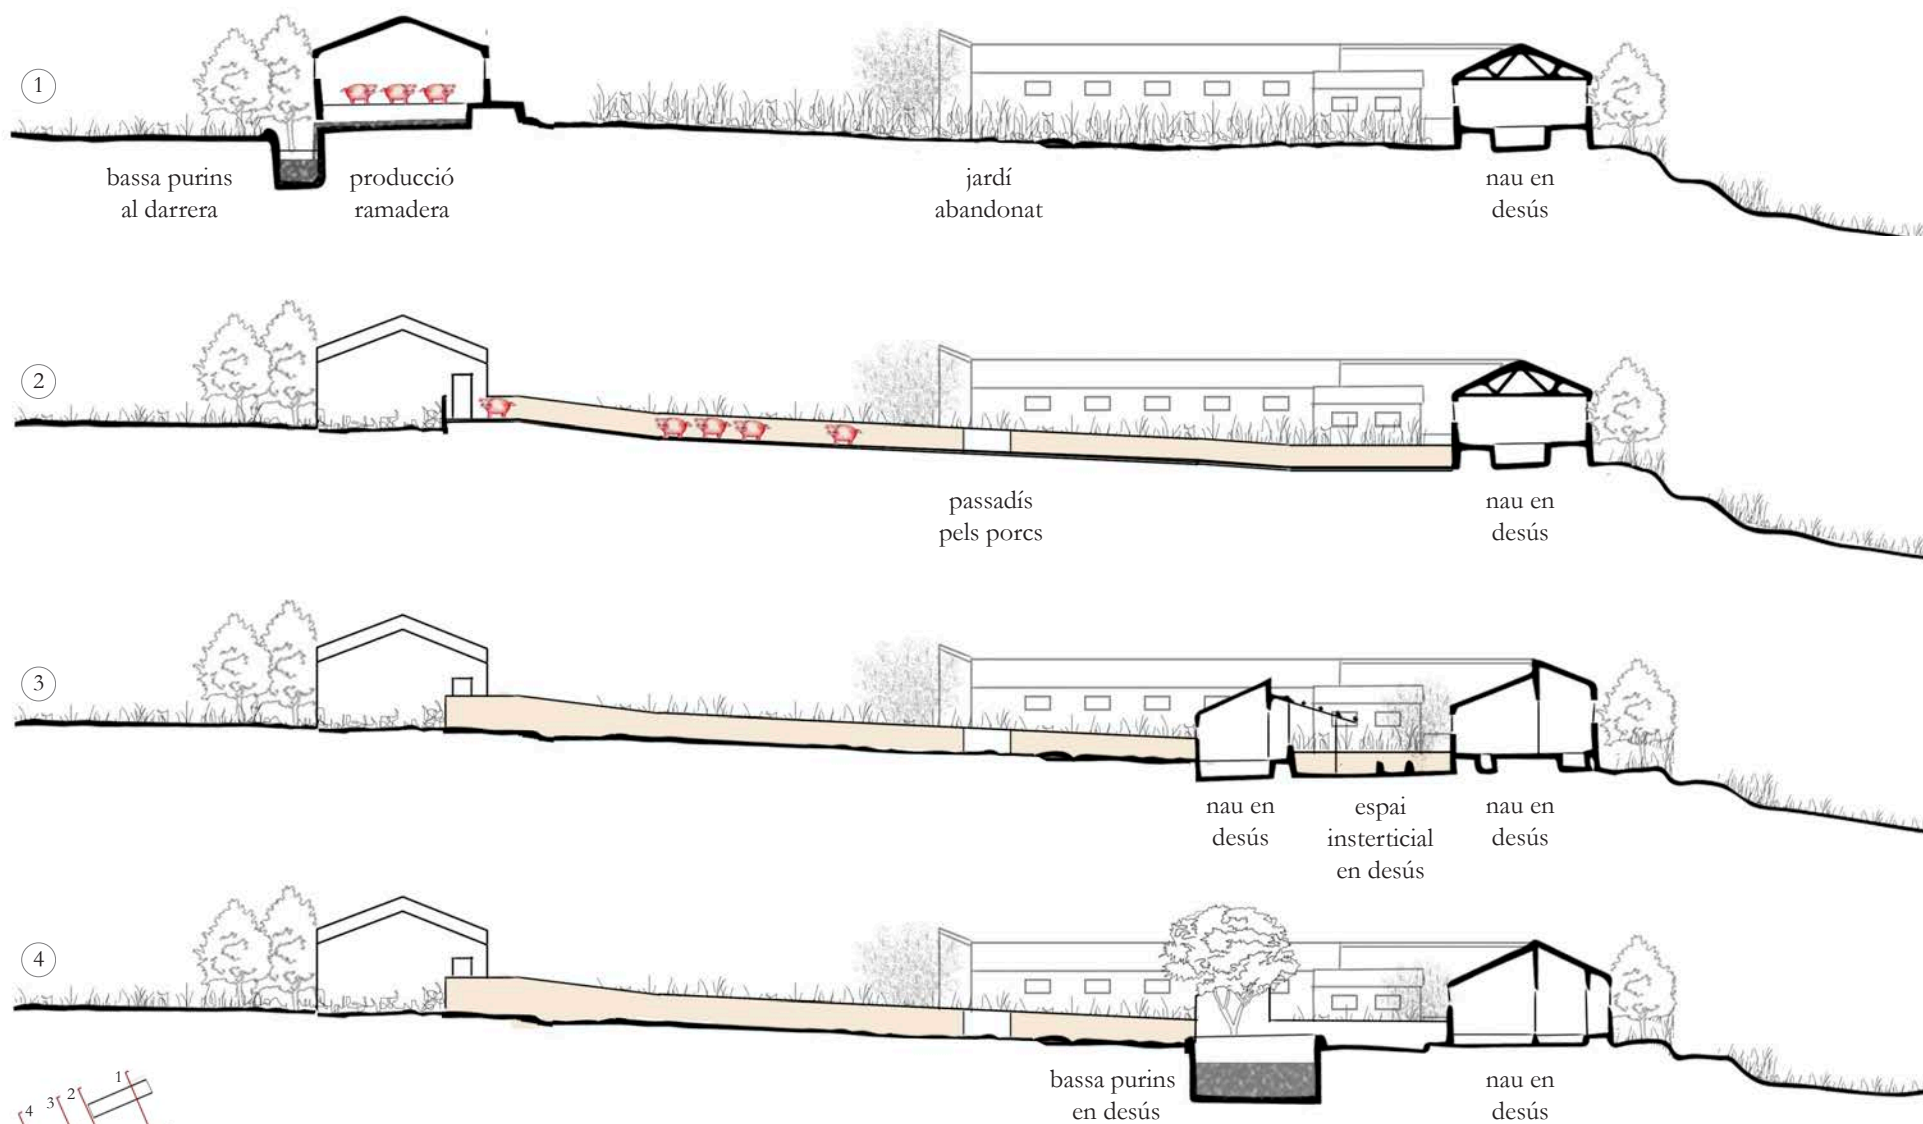 1
bassa purins
al darrera
producció
ramadera
jardí
abandonat
nau en
desús
2
passadís
pels porcs
nau en
desús
3
nau en
desús
espai
insterticial
en desús
nau en
desús
4
bassa purins
en desús
nau en
desús
4 3 2 1